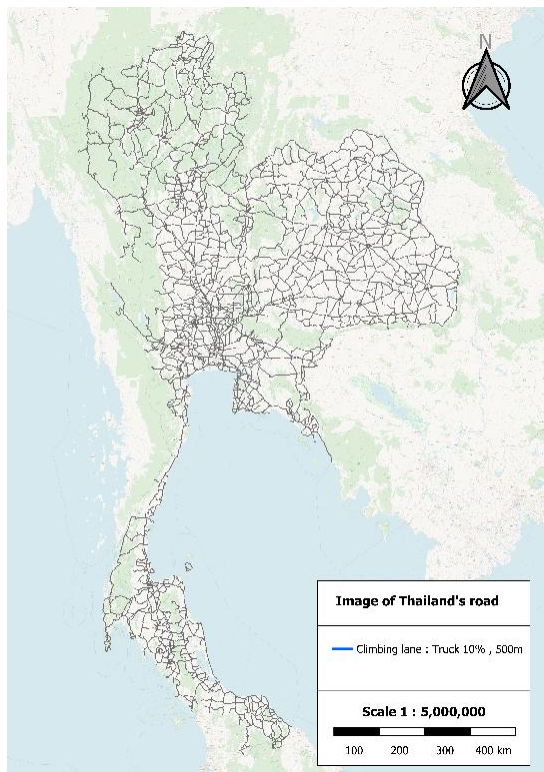 N
Image of Thailand's road
Climbing lane : Truck 10% , 500m
Scale 1 : 5,000,000
100 200 300 400 km